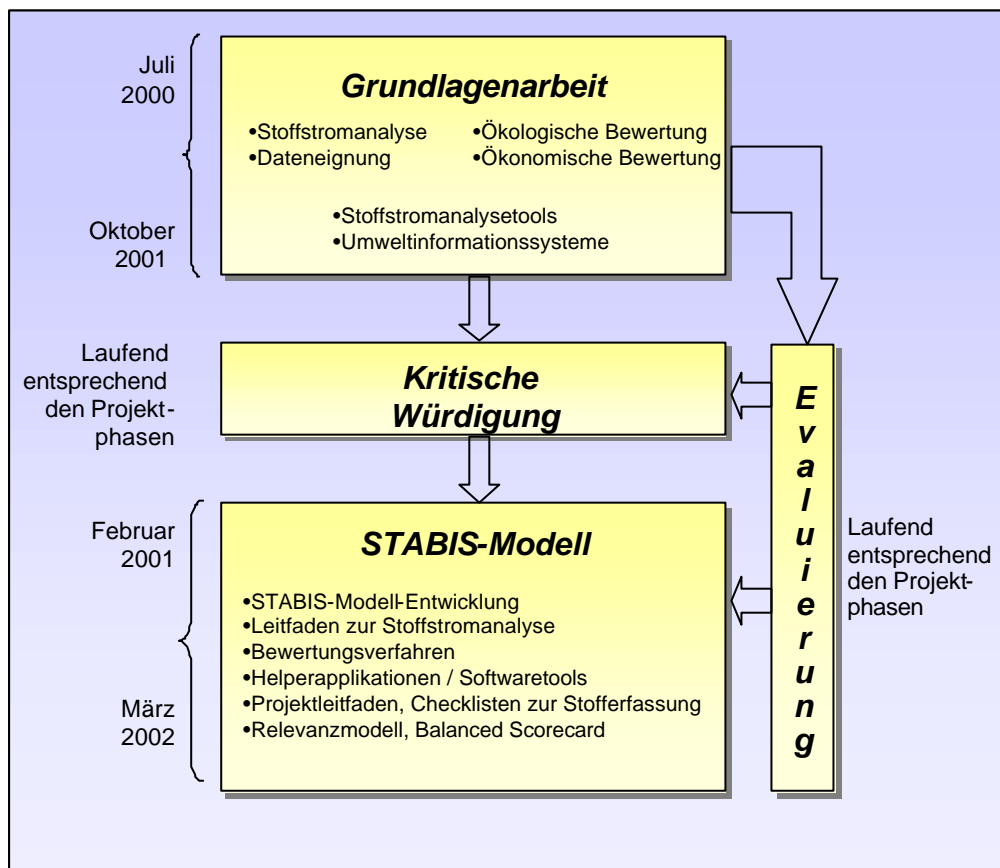 Juli
2000
Oktober
2001
Grundlagenarbeit
•Stoffstromanalyse
•Dateneignung
•Ökologische Bewertung
•Ökonomische Bewertung
•Stoffstromanalysetools
•Umweltinformationssysteme
Laufend
entsprechend
den Projekt-
phasen
Kritische
Würdigung
Evaluierung
Laufend
entsprechend
den Projekt-
phasen
Februar
2001
März
2002
STABIS-Modell
•STABIS-Modell-Entwicklung
•Leitfaden zur Stoffstromanalyse
•Bewertungsverfahren
•Helperapplikationen / Softwaretools
•Projektleitfaden, Checklisten zur Stofferfassung
•Relevanzmodell, Balanced Scorecard